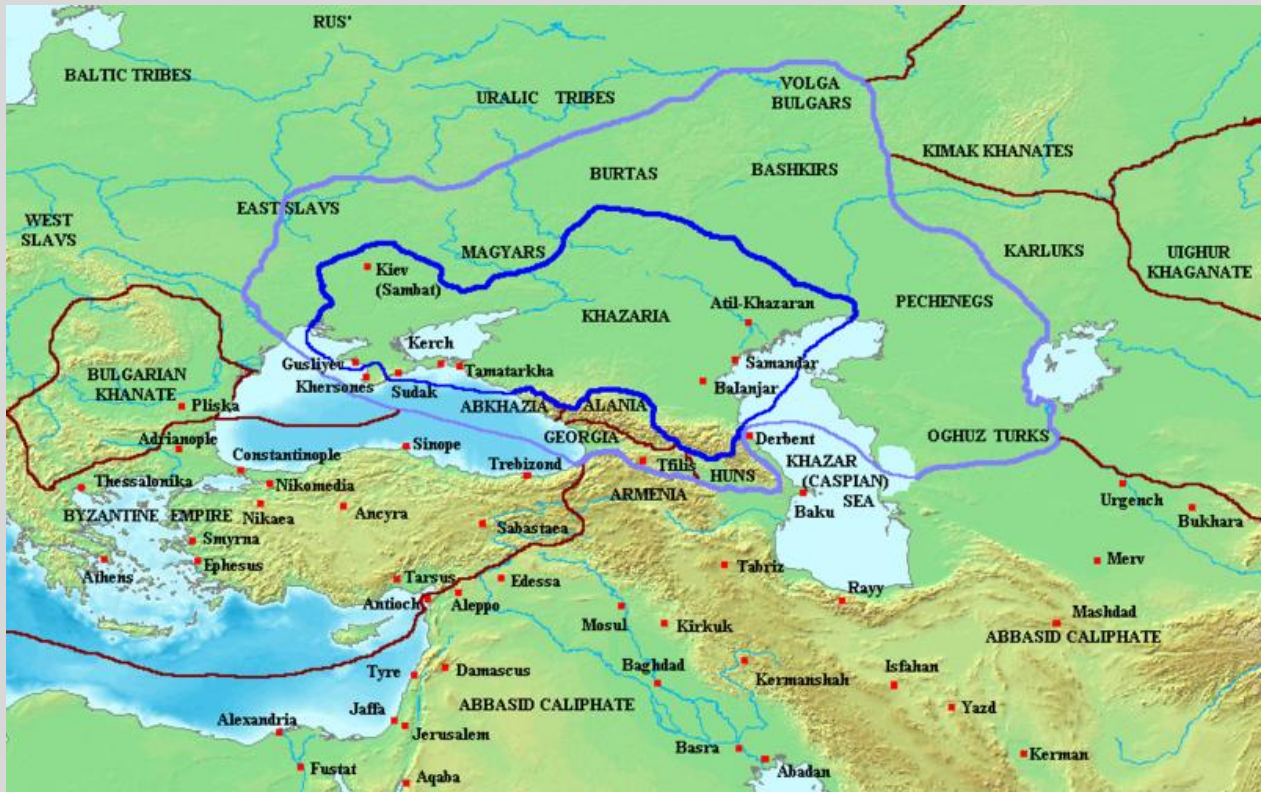 RUS'
BALTIC TRIBES
URALIC TRIBES
VOLGA
BULGARS
KIMAK KHANATES
BURTAS
BASHKIRS
EAST SLAVS
WEST
SLAVS
MAGYARS
KARLUKS
UIGHUR
KHAGANATE
Kiev
(Sambat)
PECHENEGS
Atil-Khazaran
KHAZARIA
Kerch
Gusliyev
Tamatarkha
Samandar
Khersones
Sudak
Balanjar
BULGARIAN
KHANATE
Pliska
ABKHAZIA
ALANIA
GEORGIA
Derbent
OGHUZ TURKS
Adrianople
Sinope
Constantinople
Trebizond
Tfilis
HUNS
KHAZAR
(CASPIAN)
SEA
Thessalonika
Nikomedia
ARMENIA
Baku
Urgench
Bukhara
BYZANTINE EMPIRE
Nikaea
Ancyra
Sabastaea
Smyrna
Athens
Ephesus
Tarsus
Edessa
Tabriz
Merv
Antioch
Aleppo
Rayy
Mosul
Kirkuk
Mashdad
ABBASID CALIPHATE
Tyre
Damascus
Baghdad
Kermanshah
Isfahan
ABBASID CALIPHATE
Yazd
Alexandria
Jaffa
Jerusalem
Basra
Kerman
Fustat
Abadan
Aqaba